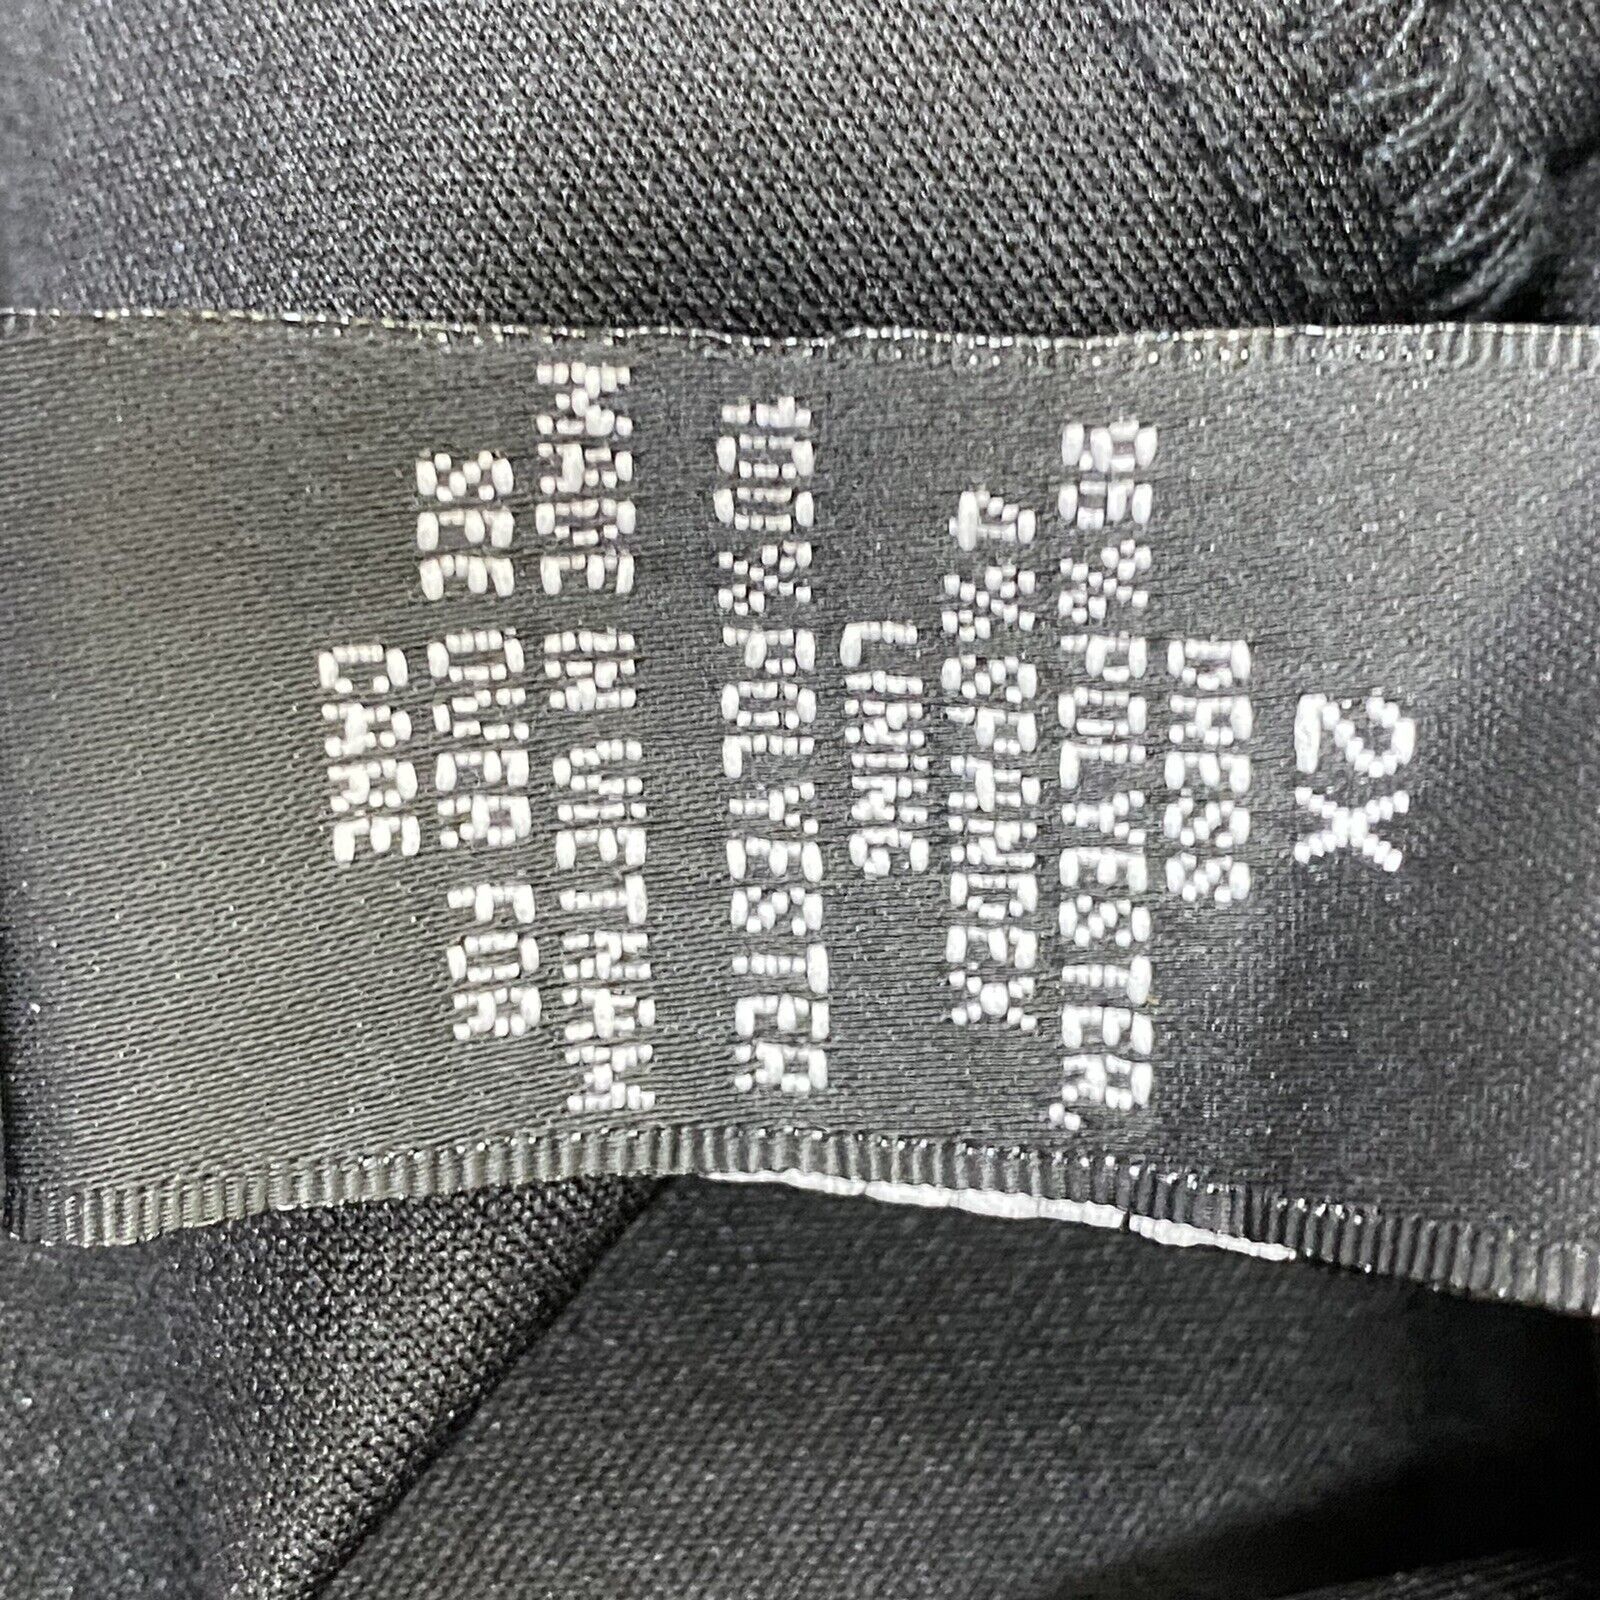 2X
DRESS
96%POLYESTER,
4%SPANDEX
LINING
100%POLYESTER
MADE IN VIETNAM
SEE OVER FOR
CARE